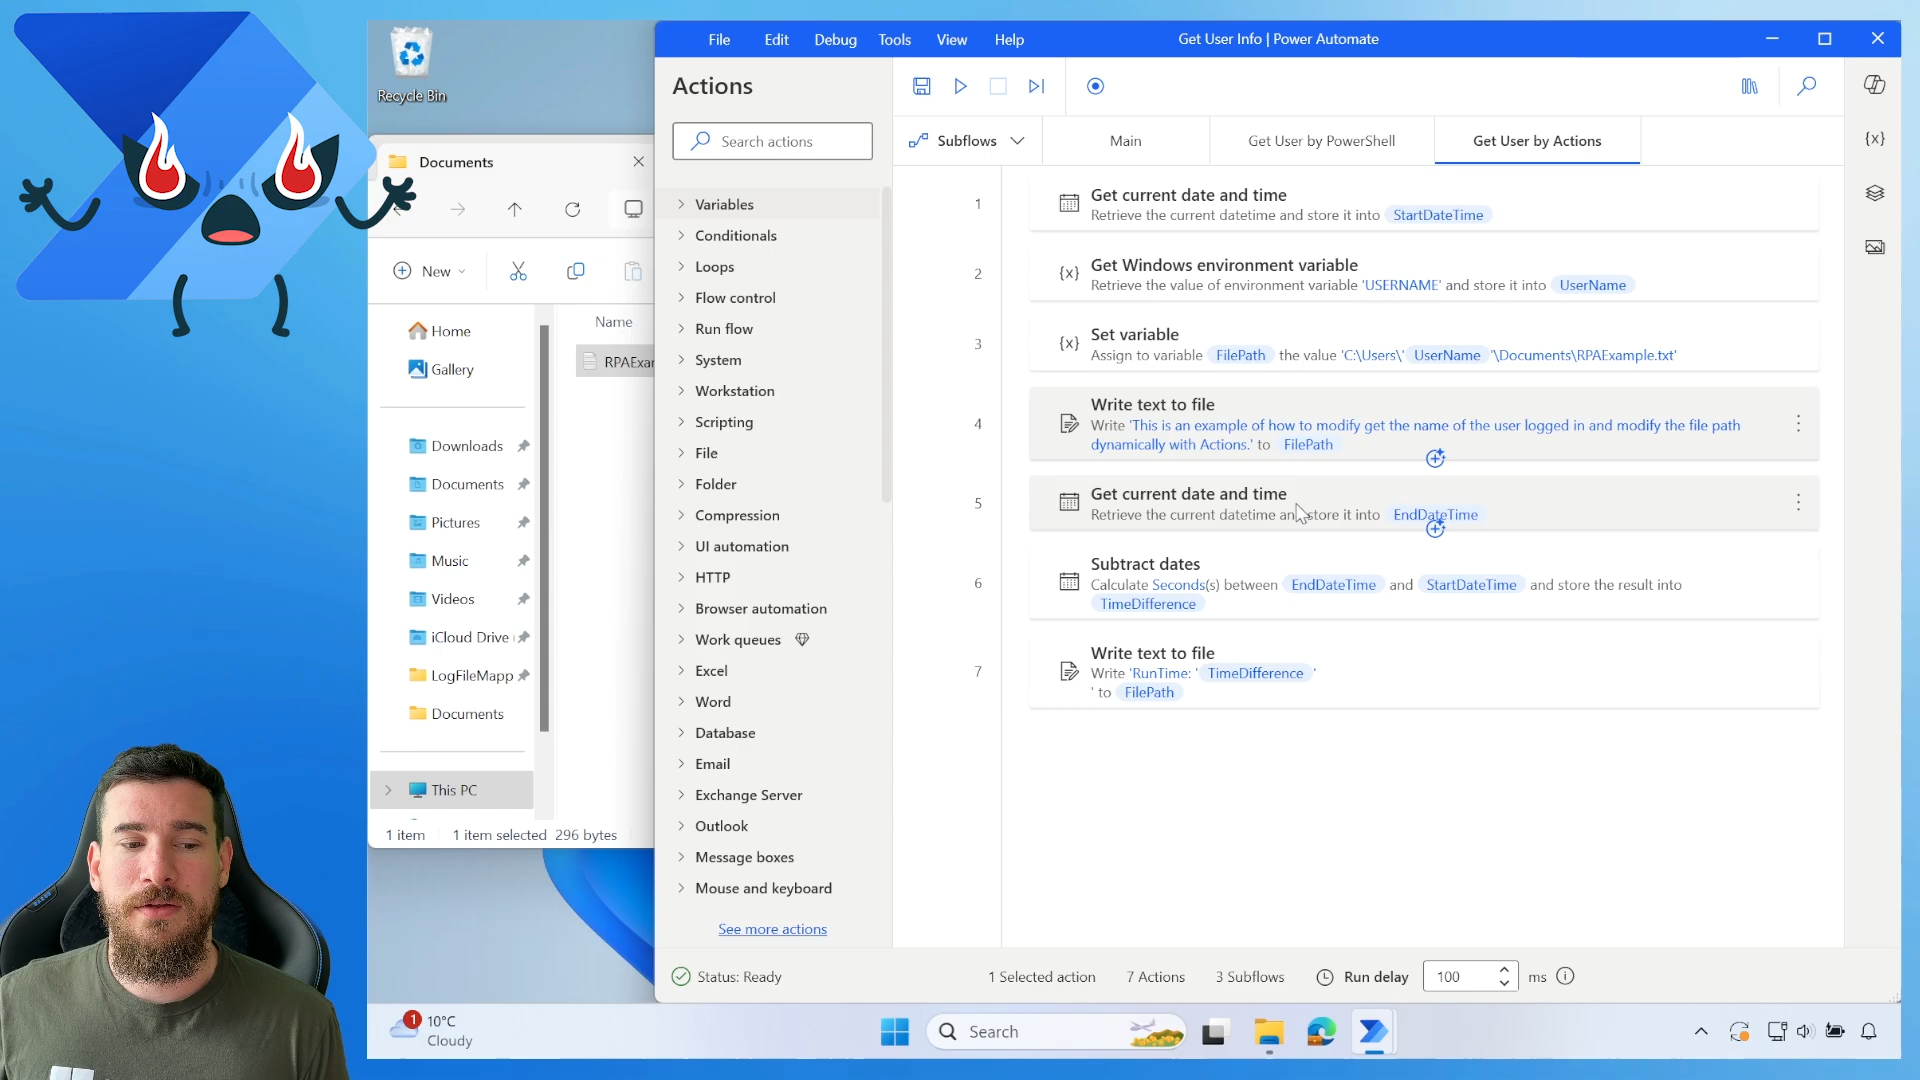 Recycle Bin
Documents
New
Home
Gallery
Downloads
Documents
Pictures
Music
Videos
iCloud Drive
LogFileMapp
Documents
This PC
Name
RPAExar
1 item
1 item selected
296 bytes
File
Edit
Debug
Tools
View
Help
Get User Info | Power Automate
Actions
Search actions
Variables
Conditionals
Loops
Flow control
Run flow
System
Workstation
Scripting
File
Folder
Compression
UI automation
HTTP
Browser automation
Work queues
Excel
Word
Database
Email
Exchange Server
Outlook
Message boxes
Mouse and keyboard
See more actions
Subflows
Main
Get User by PowerShell
Get User by Actions
{x}
1
Get current date and time
Retrieve the current datetime and store it into StartDateTime
2
{x}
Get Windows environment variable
Retrieve the value of environment variable 'USERNAME' and store it into UserName
3
{x}
Set variable
Assign to variable FilePath the value 'C:\Users\' UserName '\Documents\RPAExample.txt'
4
Write text to file
Write 'This is an example of how to modify get the name of the user logged in and modify the file path
dynamically with Actions.' to FilePath
5
Get current date and time
Retrieve the current datetime and store it into EndDateTime
6
Subtract dates
Calculate Seconds(s) between EndDateTime and StartDateTime and store the result into
TimeDifference
7
Write text to file
Write 'RunTime: ' TimeDifference '
' to FilePath
Status: Ready
1 Selected action
7 Actions
3 Subflows
Run delay
100
ms
1
10°C
Cloudy
Search